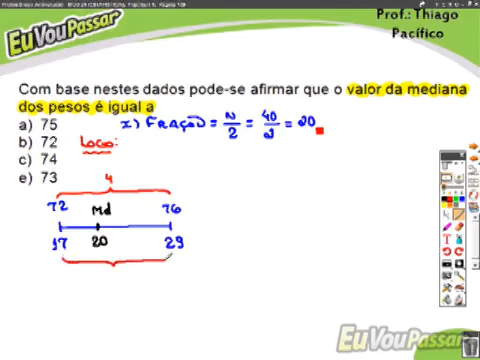 Prof.: Thiago
Pacífico
EuVouPassar
Com base nestes dados pode-se afirmar que o valor da mediana
dos pesos é igual a
a) 75
I) FRAÇÃO = N/2 = 40/2 = 20
b) 72
LOGO:
c) 74
e) 73
4
72 Md 76
17 20 29
EuVouPassar